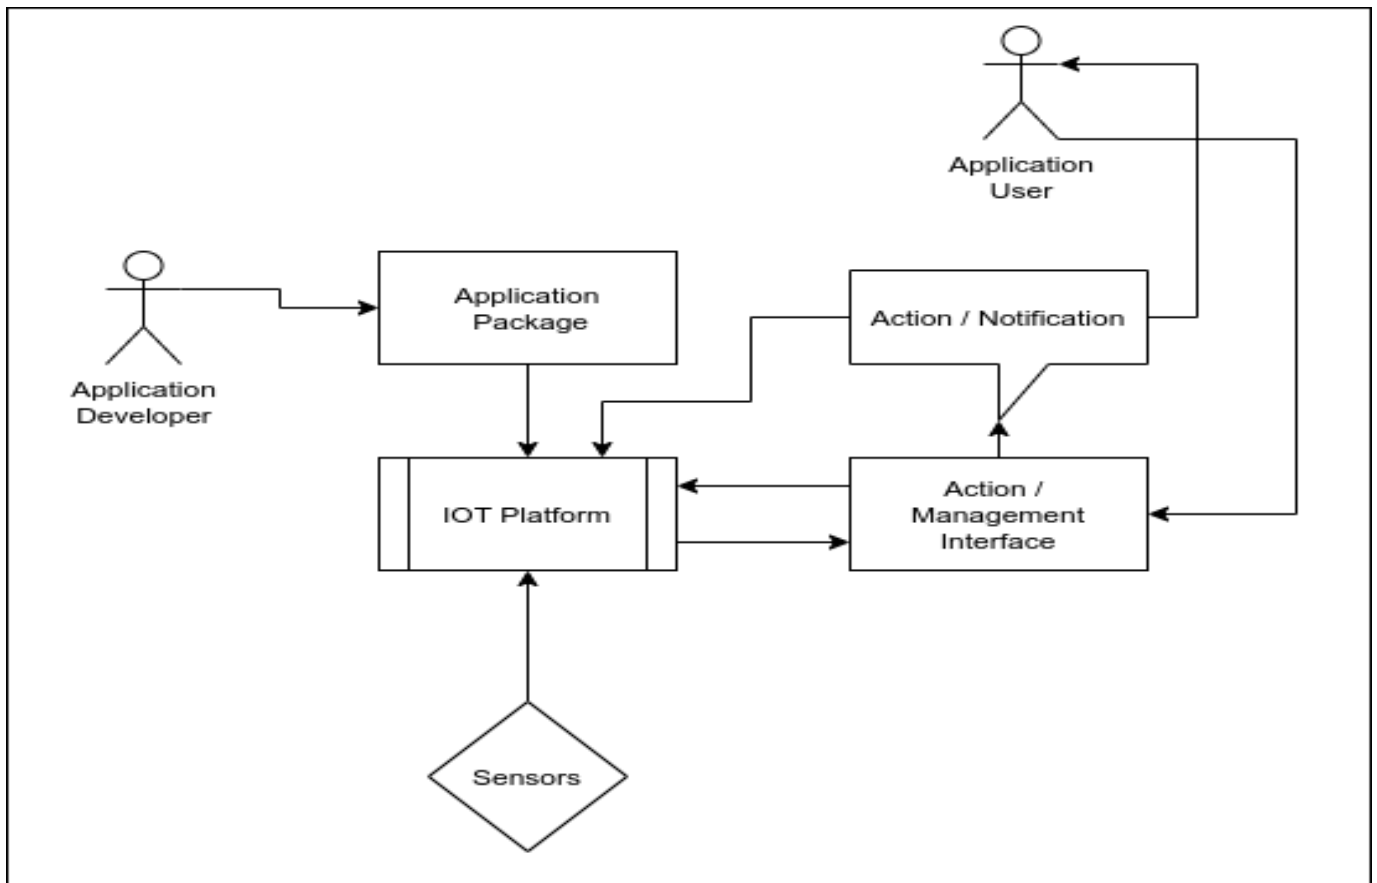 Application
User
Application
Package
Action / Notification
Application
Developer
IOT Platform
Action /
Management
Interface
Sensors